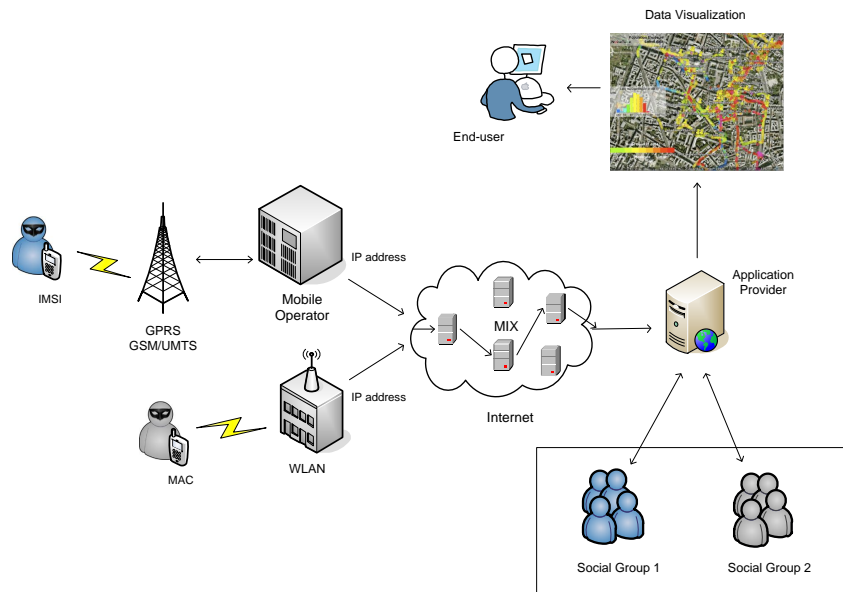 Data Visualization
End-user
IMSI
GPRS
GSM/UMTS
Mobile
Operator
IP address
MIX
Internet
Application
Provider
IP address
WLAN
MAC
Social Group 1
Social Group 2